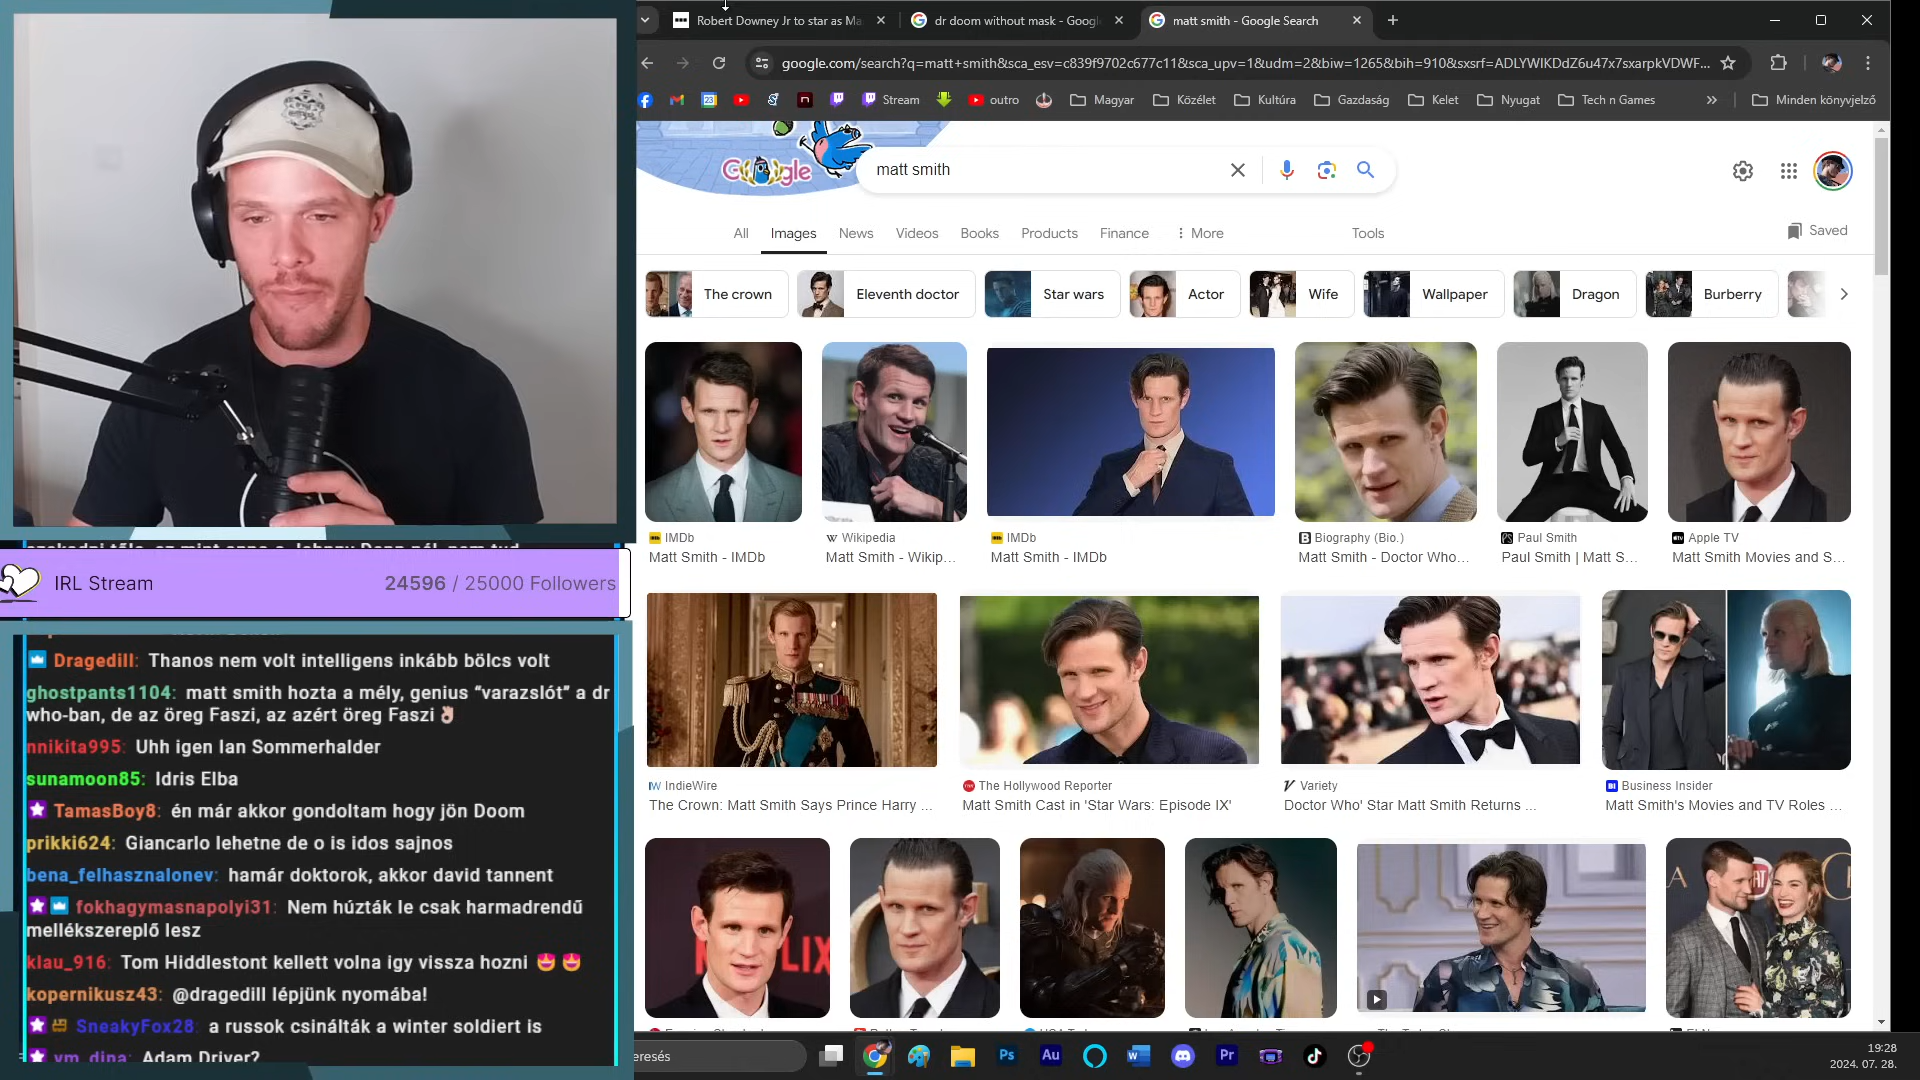 Robert Downey Jr to star as Ma
dr doom without mask - Googl
matt smith - Google Search
google.com/search?q=matt+smith&sca_esv=c839f9702c677c11&sca_upv=1&udm=2&biw=1265&bih=910&sxsrf=ADLYWIKDdZ6u47x7sxarpkVDWF...
Stream
outro
Magyar
Közélet
Kultúra
Gazdaság
Kelet
Nyugat
Tech n Games
Minden könyvjelző
Google
matt smith
All
Images
News
Videos
Books
Products
Finance
More
Tools
Saved
The crown
Eleventh doctor
Star wars
Actor
Wife
Wallpaper
Dragon
Burberry
IMDb
Matt Smith - IMDb
Wikipedia
Matt Smith - Wikip...
IMDb
Matt Smith - IMDb
Biography (Bio.)
Matt Smith - Doctor Who...
Paul Smith
Paul Smith | Matt S...
Apple TV
Matt Smith Movies and S...
IndieWire
The Crown: Matt Smith Says Prince Harry ...
The Hollywood Reporter
Matt Smith Cast in 'Star Wars: Episode IX'
Variety
Doctor Who' Star Matt Smith Returns ...
Business Insider
Matt Smith's Movies and TV Roles ...
IRL Stream
24596 / 25000 Followers
Dragedill: Thanos nem volt intelligens inkább bölcs volt
ghostpants1104: matt smith hozta a mély, genius “varazslót” a dr
who-ban, de az öreg Faszi, az azért öreg Faszi👌🏻
nnikita995: Uhh igen Ian Sommerhalder
sunamoon85: Idris Elba
TamasBoy8: én már akkor gondoltam hogy jön Doom
prikki624: Giancarlo lehetne de o is idos sajnos
bena_felhasznalonev: hamár doktorok, akkor david tannent
fokhagymasnapolyi31: Nem húzták le csak harmadrendű
mellékszereplő lesz
klau_916: Tom Hiddlestont kellett volna igy vissza hozni 😍 😍
kopernikusz43: @dragedill lépjünk nyomába!
SneakyFox28: a russok csinálták a winter soldiert is
vm_dina: Adam Driver?
eresés
19:28
2024. 07. 28.